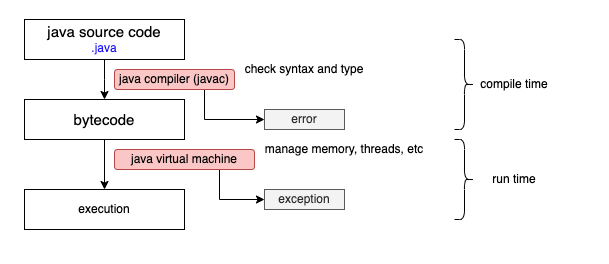 java source code
.java
java compiler (javac)
check syntax and type
compile time
bytecode
error
java virtual machine
manage memory, threads, etc
run time
execution
exception